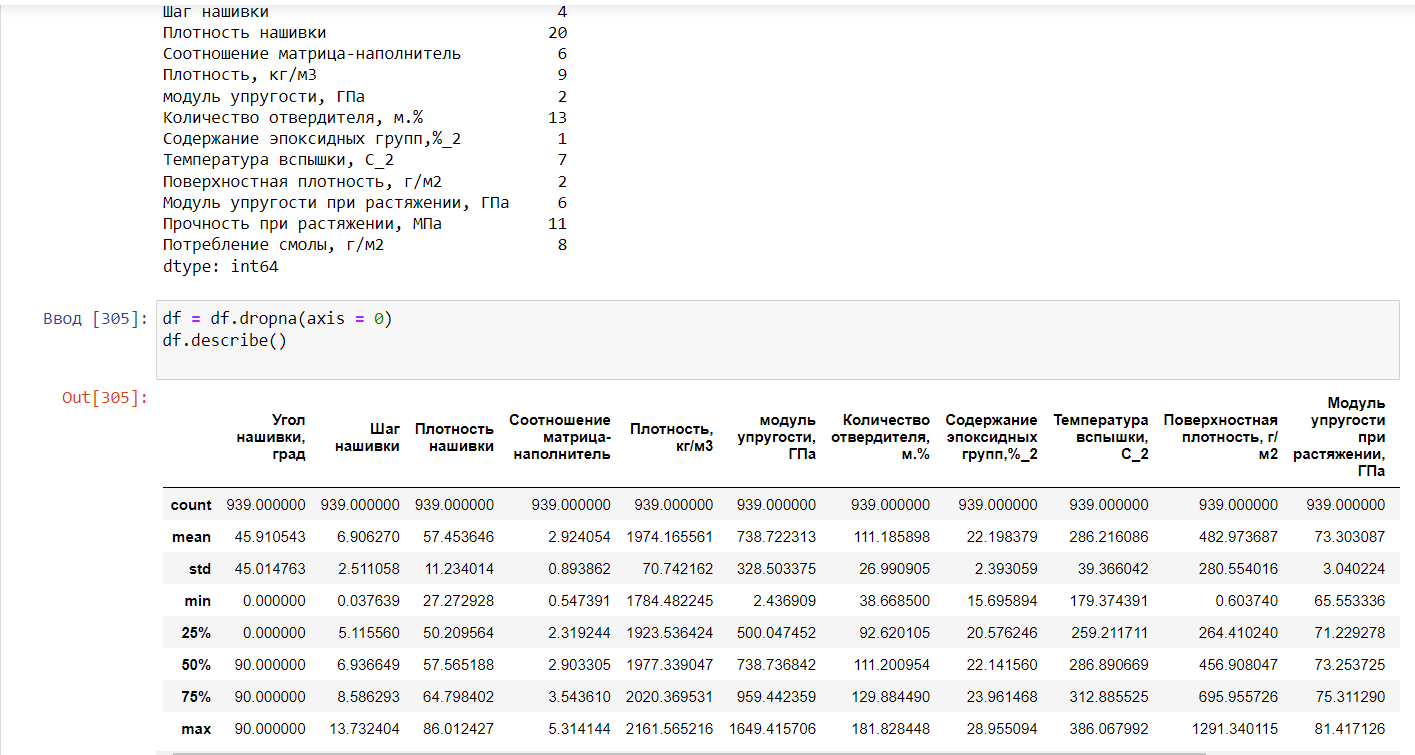 Шаг нашивки 4
Плотность нашивки 20
Соотношение матрица-наполнитель 6
Плотность, кг/м3 9
модуль упругости, ГПа 2
Количество отвердителя, м.% 13
Содержание эпоксидных групп,%_2 1
Температура вспышки, С_2 7
Поверхностная плотность, г/м2 2
Модуль упругости при растяжении, ГПа 6
Прочность при растяжении, МПа 11
Потребление смолы, г/м2 8
dtype: int64
Ввод [305]: df = df.dropna(axis = 0)
df.describe()
Out[305]:
Угол нашивки, град Шаг нашивки Плотность нашивки Соотношение матрица-наполнитель Плотность, кг/м3 модуль упругости, ГПа Количество отвердителя, м.% Содержание эпоксидных групп,%_2 Температура вспышки, С_2 Поверхностная плотность, г/м2 Модуль упругости при растяжении, ГПа
count 939.000000 939.000000 939.000000 939.000000 939.000000 939.000000 939.000000 939.000000 939.000000 939.000000 939.000000
mean 45.910543 6.906270 57.453646 2.924054 1974.165561 738.722313 111.185898 22.198379 286.216086 482.973687 73.303087
std 45.014763 2.511058 11.234014 0.893862 70.742162 328.503375 26.990905 2.393059 39.366042 280.554016 3.040224
min 0.000000 0.037639 27.272928 0.547391 1784.482245 2.436909 38.668500 15.695894 179.374391 0.603740 65.553336
25% 0.000000 5.115560 50.209564 2.319244 1923.536424 500.047452 92.620105 20.576246 259.211711 264.410240 71.229278
50% 90.000000 6.936649 57.565188 2.903305 1977.339047 738.736842 111.200954 22.141560 286.890669 456.908047 73.253725
75% 90.000000 8.586293 64.798402 3.543610 2020.369531 959.442359 129.884490 23.961468 312.885525 695.955726 75.311290
max 90.000000 13.732404 86.012427 5.314144 2161.565216 1649.415706 181.828448 28.955094 386.067992 1291.340115 81.417126